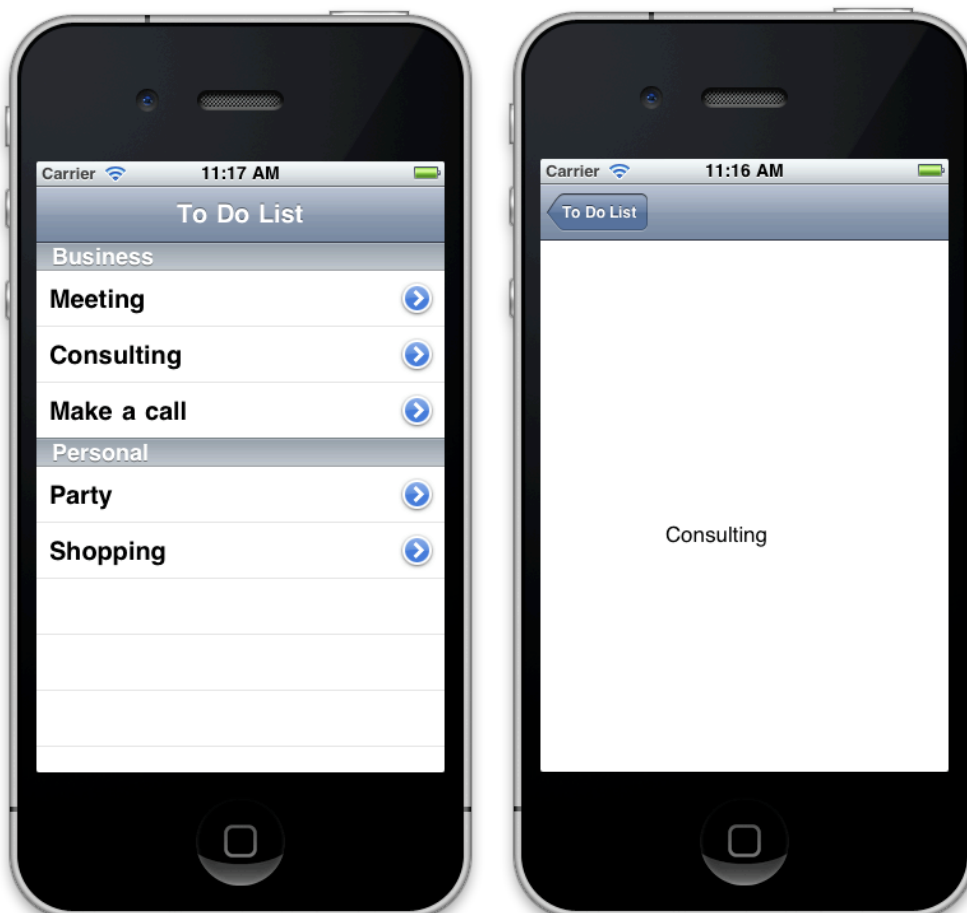 Carrier 11:17 AM
To Do List
Business
Meeting
Consulting
Make a call
Personal
Party
Shopping
Carrier 11:16 AM
To Do List
Consulting